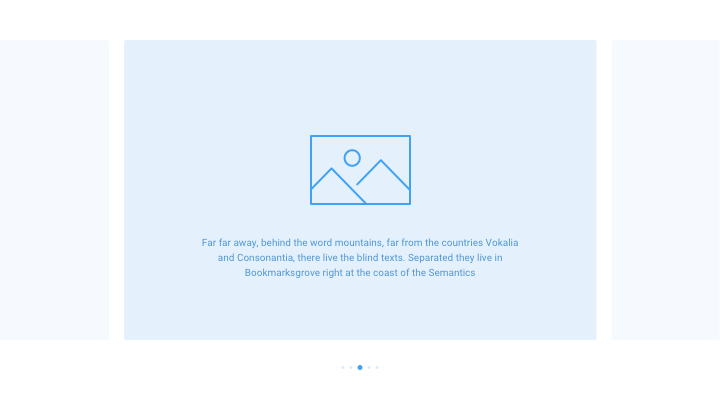 Far far away, behind the word mountains, far from the countries Vokalia
and Consonantia, there live the blind texts. Separated they live in
Bookmarksgrove right at the coast of the Semantics